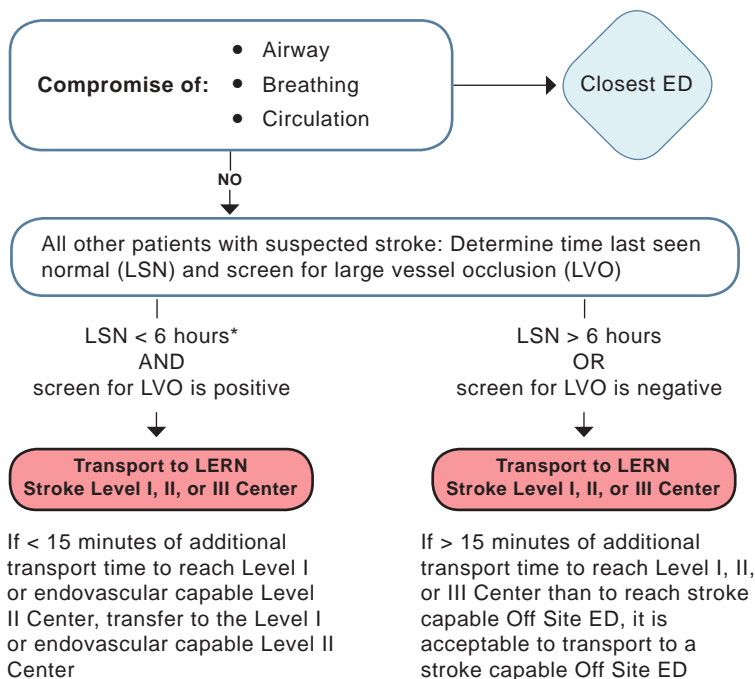 Compromise of:
● Airway
● Breathing
● Circulation
Closest ED
NO
All other patients with suspected stroke: Determine time last seen
normal (LSN) and screen for large vessel occlusion (LVO)
LSN < 6 hours*
AND
screen for LVO is positive
LSN > 6 hours
OR
screen for LVO is negative
Transport to LERN
Stroke Level I, II, or III Center
Transport to LERN
Stroke Level I, II, or III Center
If < 15 minutes of additional
transport time to reach Level I
or endovascular capable Level
II Center, transfer to the Level I
or endovascular capable Level II
Center
If > 15 minutes of additional
transport time to reach Level I, II,
or III Center than to reach stroke
capable Off Site ED, it is
acceptable to transport to a
stroke capable Off Site ED